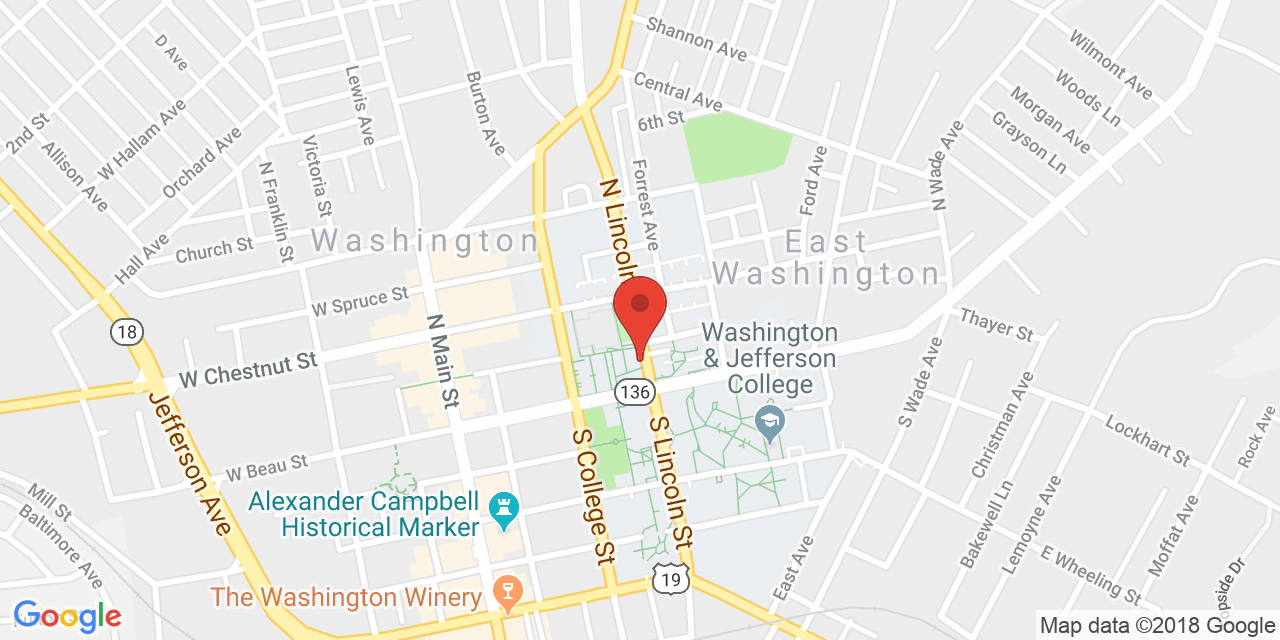 Shannon Ave
Wilmont Ave
D Ave
Lewis Ave
Burton Ave
Central Ave
Woods Ln
Morgan Ave
Grayson Ln
2nd St
W Hallam Ave
6th St
Allison Ave
Orchard Ave
Victoria St
N Franklin St
Forrest Ave
Ford Ave
N Wade Ave
N Lincoln
Church St
Hall Ave
Washington
East
Washington
W Spruce St
18
N Main St
Thayer St
Washington
& Jefferson
College
W Chestnut St
136
S Wade Ave
Jefferson Ave
S College St
S Lincoln St
Christman Ave
Lockhart St
Rock Ave
W Beau St
Mill St
Baltimore Ave
Alexander Campbell
Historical Marker
Bakewell Ln
Lemoyne Ave
Moffat Ave
E Wheeling St
East Ave
19
The Washington Winery
Google
Map data ©2018 Google